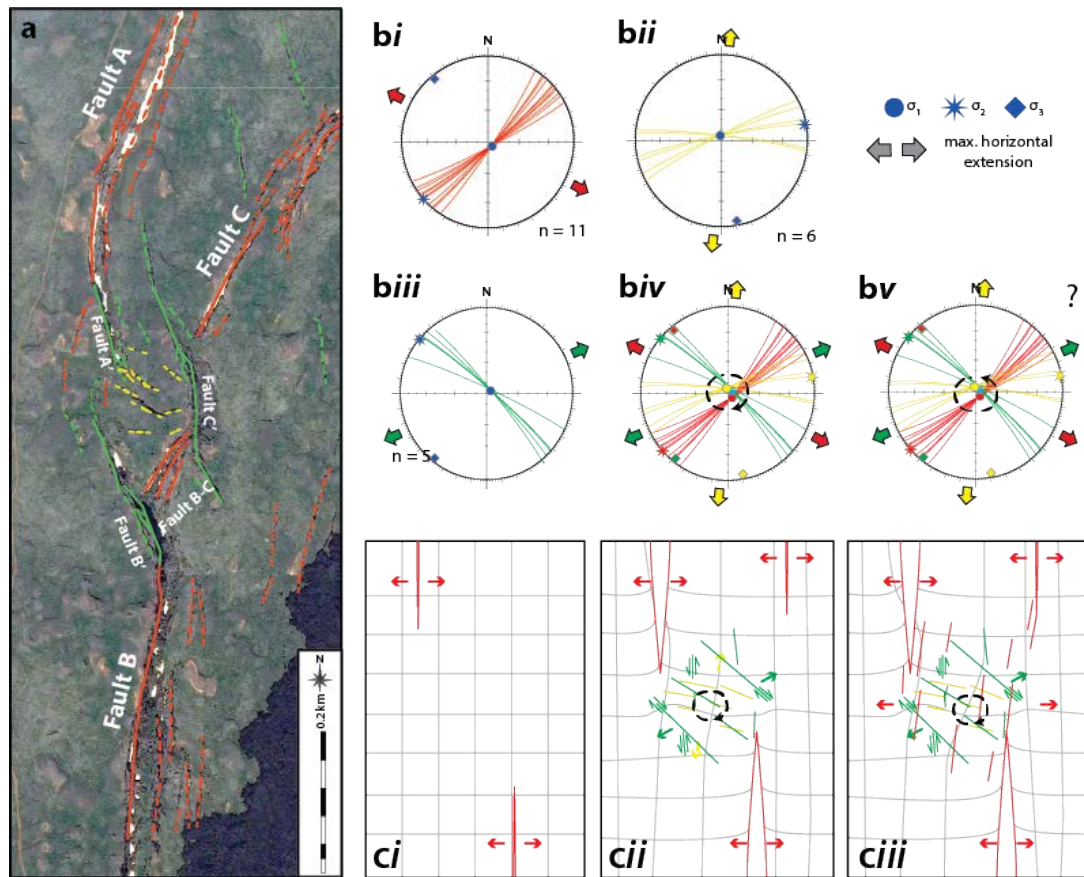 a
Fault A
Fault C
Fault A'
Fault C'
Fault B-C
Fault B'
Fault B
N
0.2 km
bi
N
n = 11
bii
N
n = 6
σ1
σ2
σ3
max. horizontal
extension
biii
N
n = 5
biv
N
bv
N
?
ci
cii
ciii